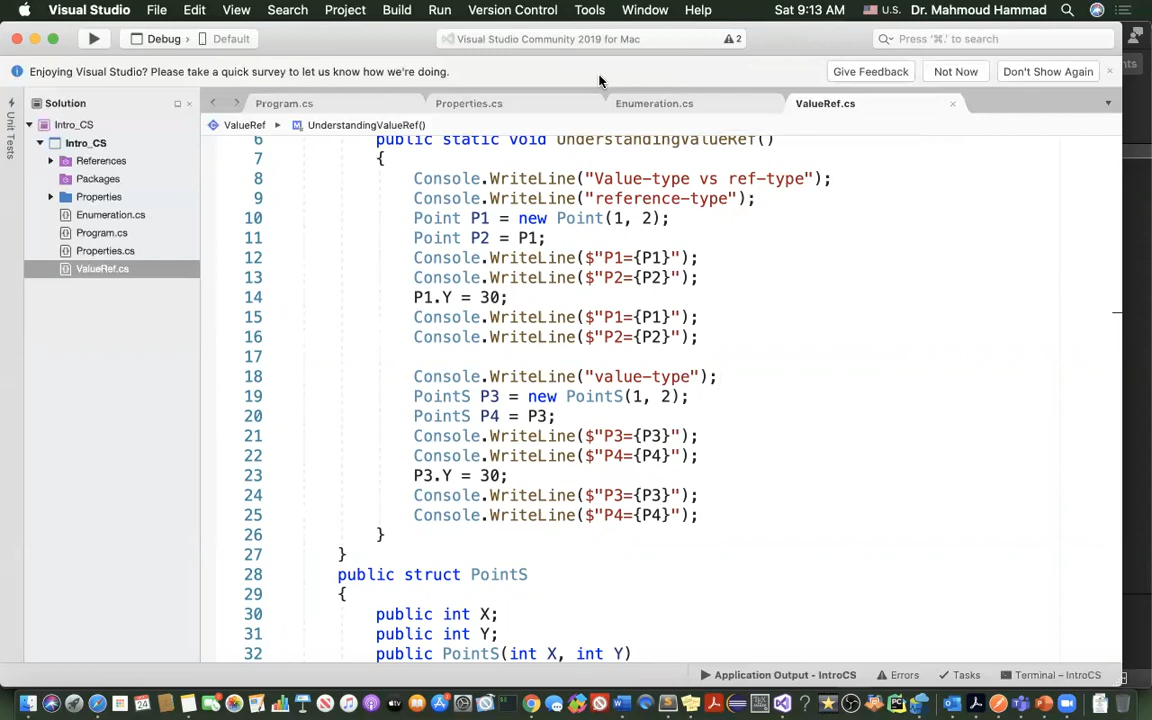 Visual Studio File Edit View Search Project Build Run Version Control Tools Window Help U.S. Sat 9:13 AM Dr. Mahmoud Hammad
Debug Default Visual Studio Community 2019 for Mac 2 Press '⌘.' to search
Enjoying Visual Studio? Please take a quick survey to let us know how we're doing. Give Feedback Not Now Don't Show Again ×
Unit Tests
Solution
Intro_CS
Intro_CS
References
Packages
Properties
Enumeration.cs
Program.cs
Properties.cs
ValueRef.cs
Program.cs Properties.cs Enumeration.cs ValueRef.cs ×
ValueRef UnderstandingValueRef()
6 public static void UnderstandingValueRef()
7 {
8 Console.WriteLine("Value-type vs ref-type");
9 Console.WriteLine("reference-type");
10 Point P1 = new Point(1, 2);
11 Point P2 = P1;
12 Console.WriteLine($"P1={P1}");
13 Console.WriteLine($"P2={P2}");
14 P1.Y = 30;
15 Console.WriteLine($"P1={P1}");
16 Console.WriteLine($"P2={P2}");
17
18 Console.WriteLine("value-type");
19 PointS P3 = new PointS(1, 2);
20 PointS P4 = P3;
21 Console.WriteLine($"P3={P3}");
22 Console.WriteLine($"P4={P4}");
23 P3.Y = 30;
24 Console.WriteLine($"P3={P3}");
25 Console.WriteLine($"P4={P4}");
26 }
27 }
28 public struct PointS
29 {
30 public int X;
31 public int Y;
32 public PointS(int X, int Y)
Application Output – IntroCS Errors Tasks Terminal – IntroCS